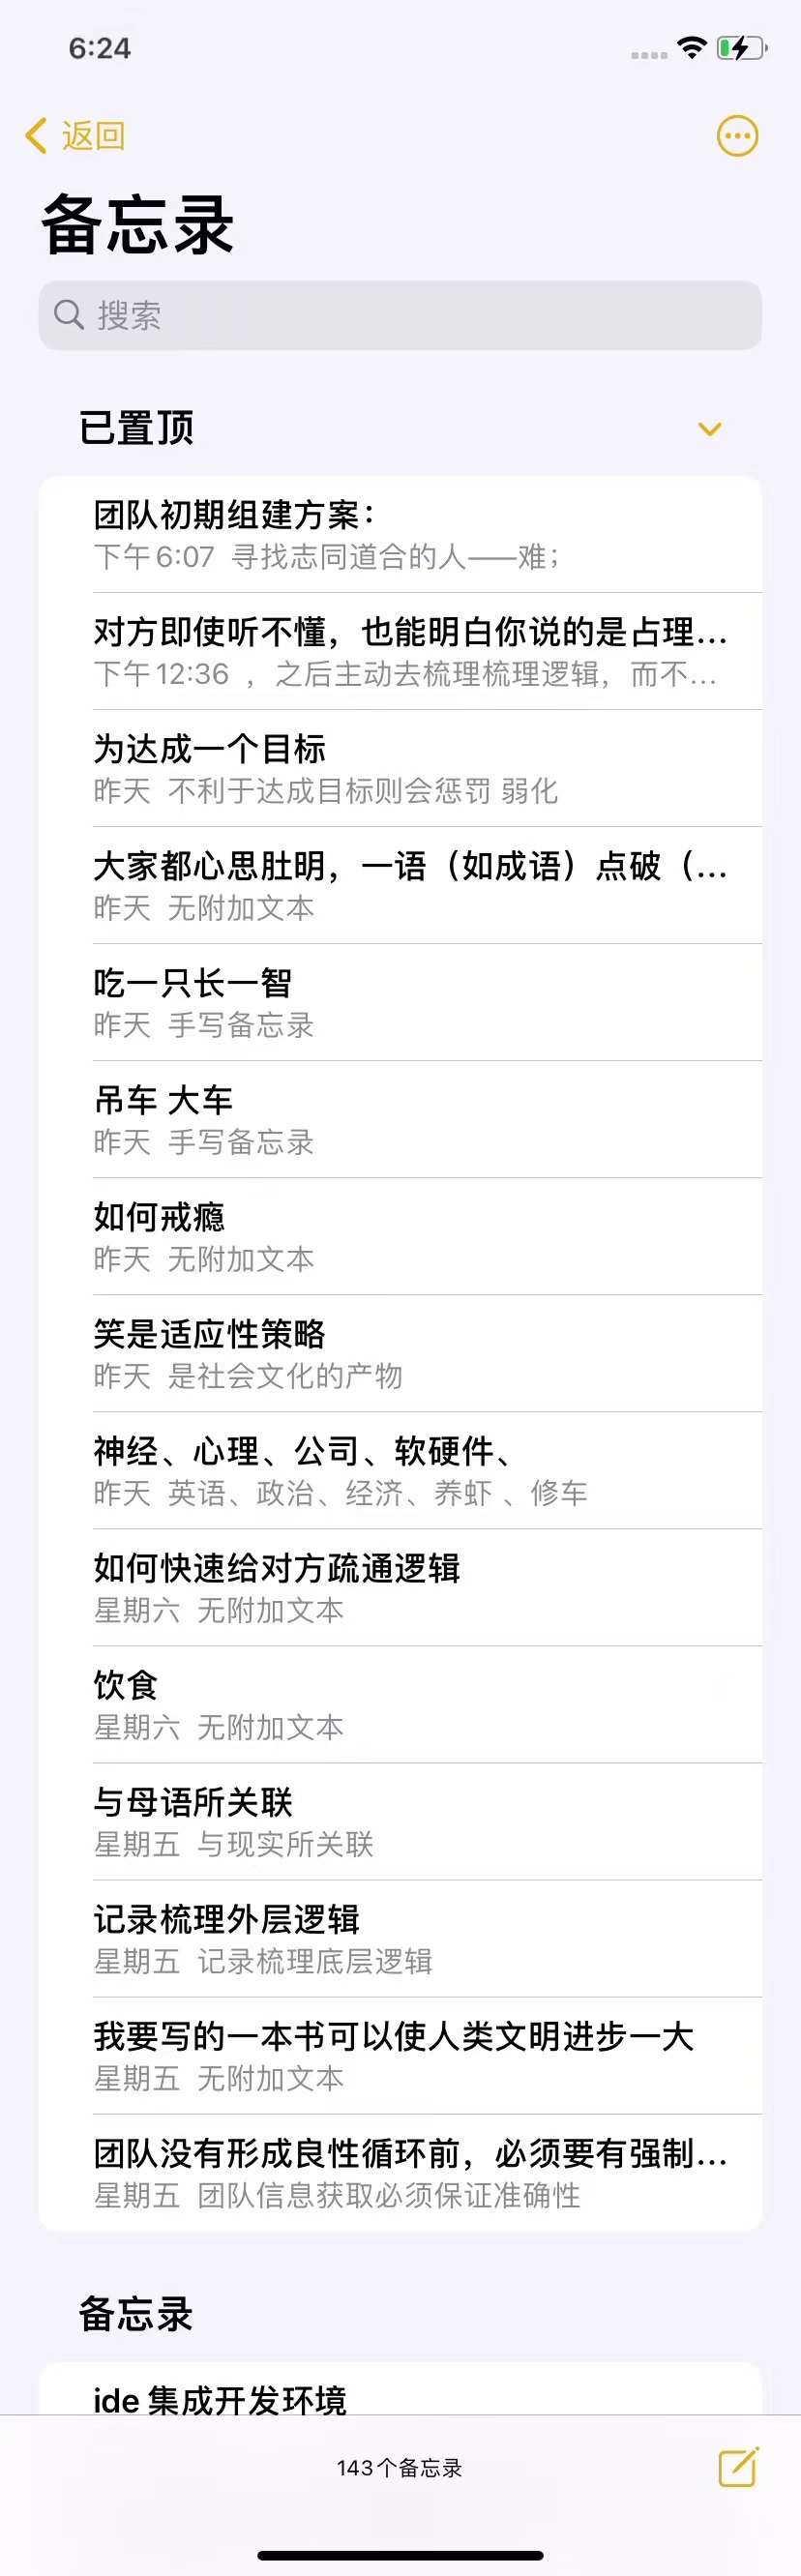 6:24
返回
备忘录
搜索
已置顶
团队初期组建方案：
下午6:07 寻找志同道合的人——难；
对方即使听不懂，也能明白你说的是占理...
下午12:36 ，之后主动去梳理梳理逻辑，而不...
为达成一个目标
昨天 不利于达成目标则会惩罚 弱化
大家都心思肚明，一语（如成语）点破（...
昨天 无附加文本
吃一只长一智
昨天 手写备忘录
吊车 大车
昨天 手写备忘录
如何戒瘾
昨天 无附加文本
笑是适应性策略
昨天 是社会文化的产物
神经、心理、公司、软硬件、
昨天 英语、政治、经济、养虾 、修车
如何快速给对方疏通逻辑
星期六 无附加文本
饮食
星期六 无附加文本
与母语所关联
星期五 与现实所关联
记录梳理外层逻辑
星期五 记录梳理底层逻辑
我要写的一本书可以使人类文明进步一大
星期五 无附加文本
团队没有形成良性循环前，必须要有强制...
星期五 团队信息获取必须保证准确性
备忘录
ide 集成开发环境
143个备忘录